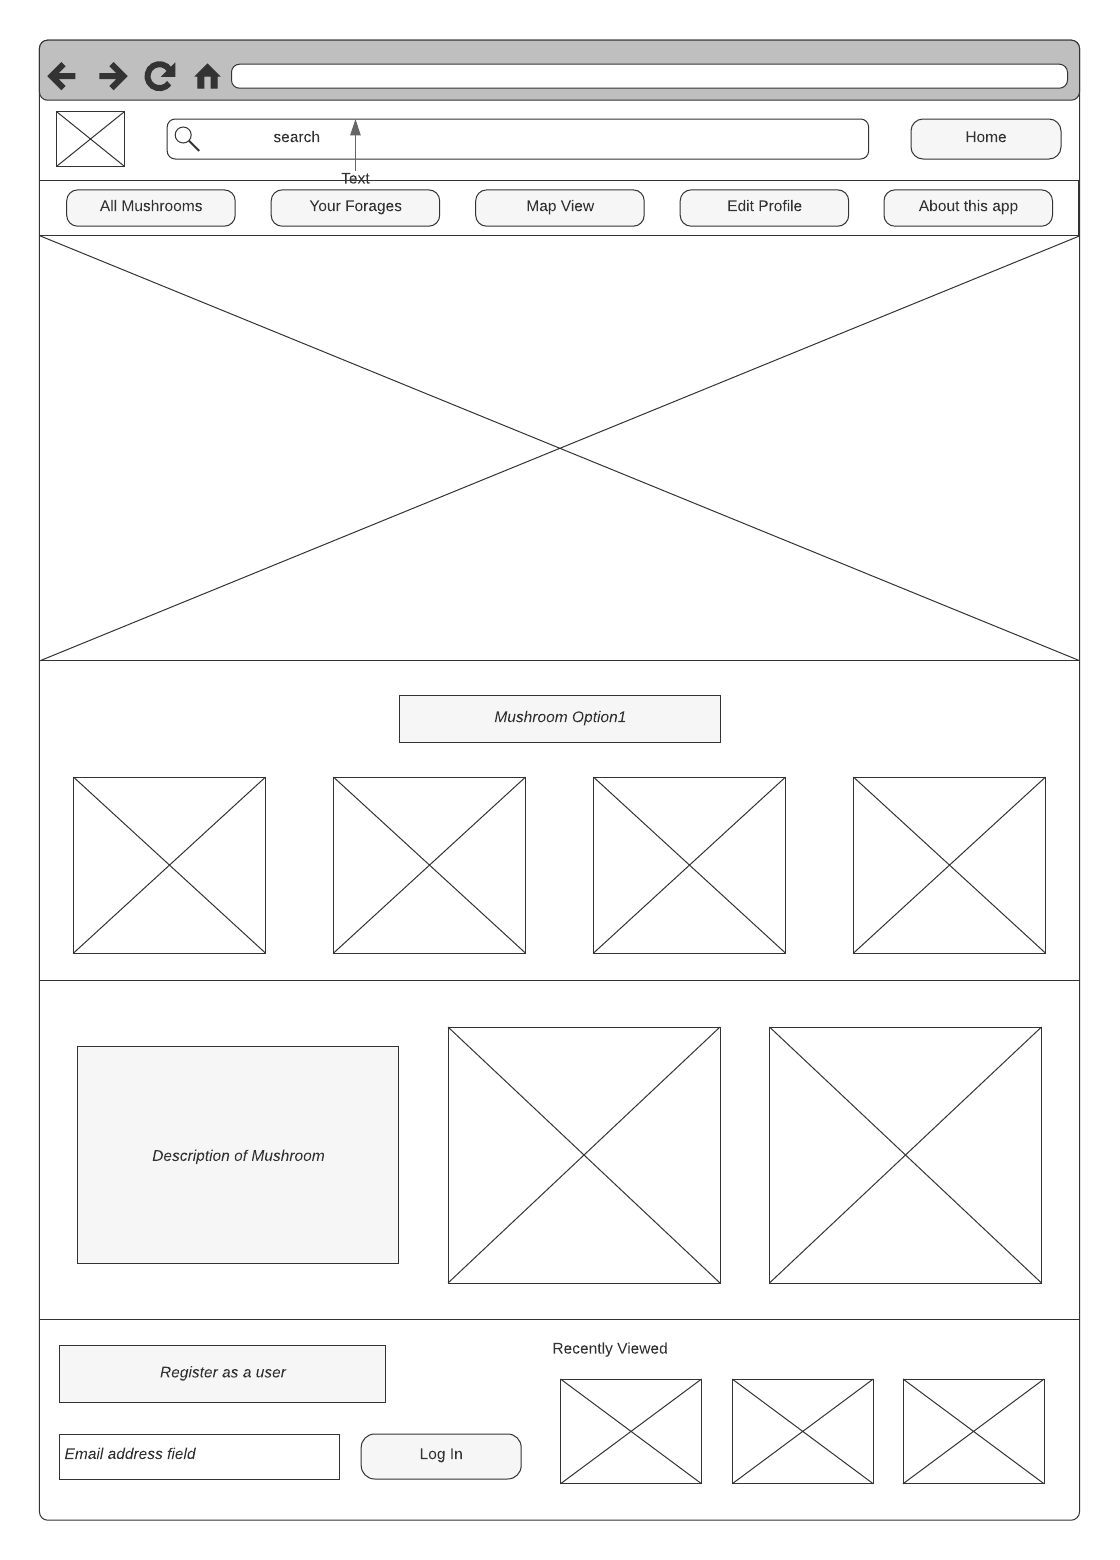 search
Home
Text
All Mushrooms
Your Forages
Map View
Edit Profile
About this app
Mushroom Option1
Description of Mushroom
Register as a user
Recently Viewed
Email address field
Log In